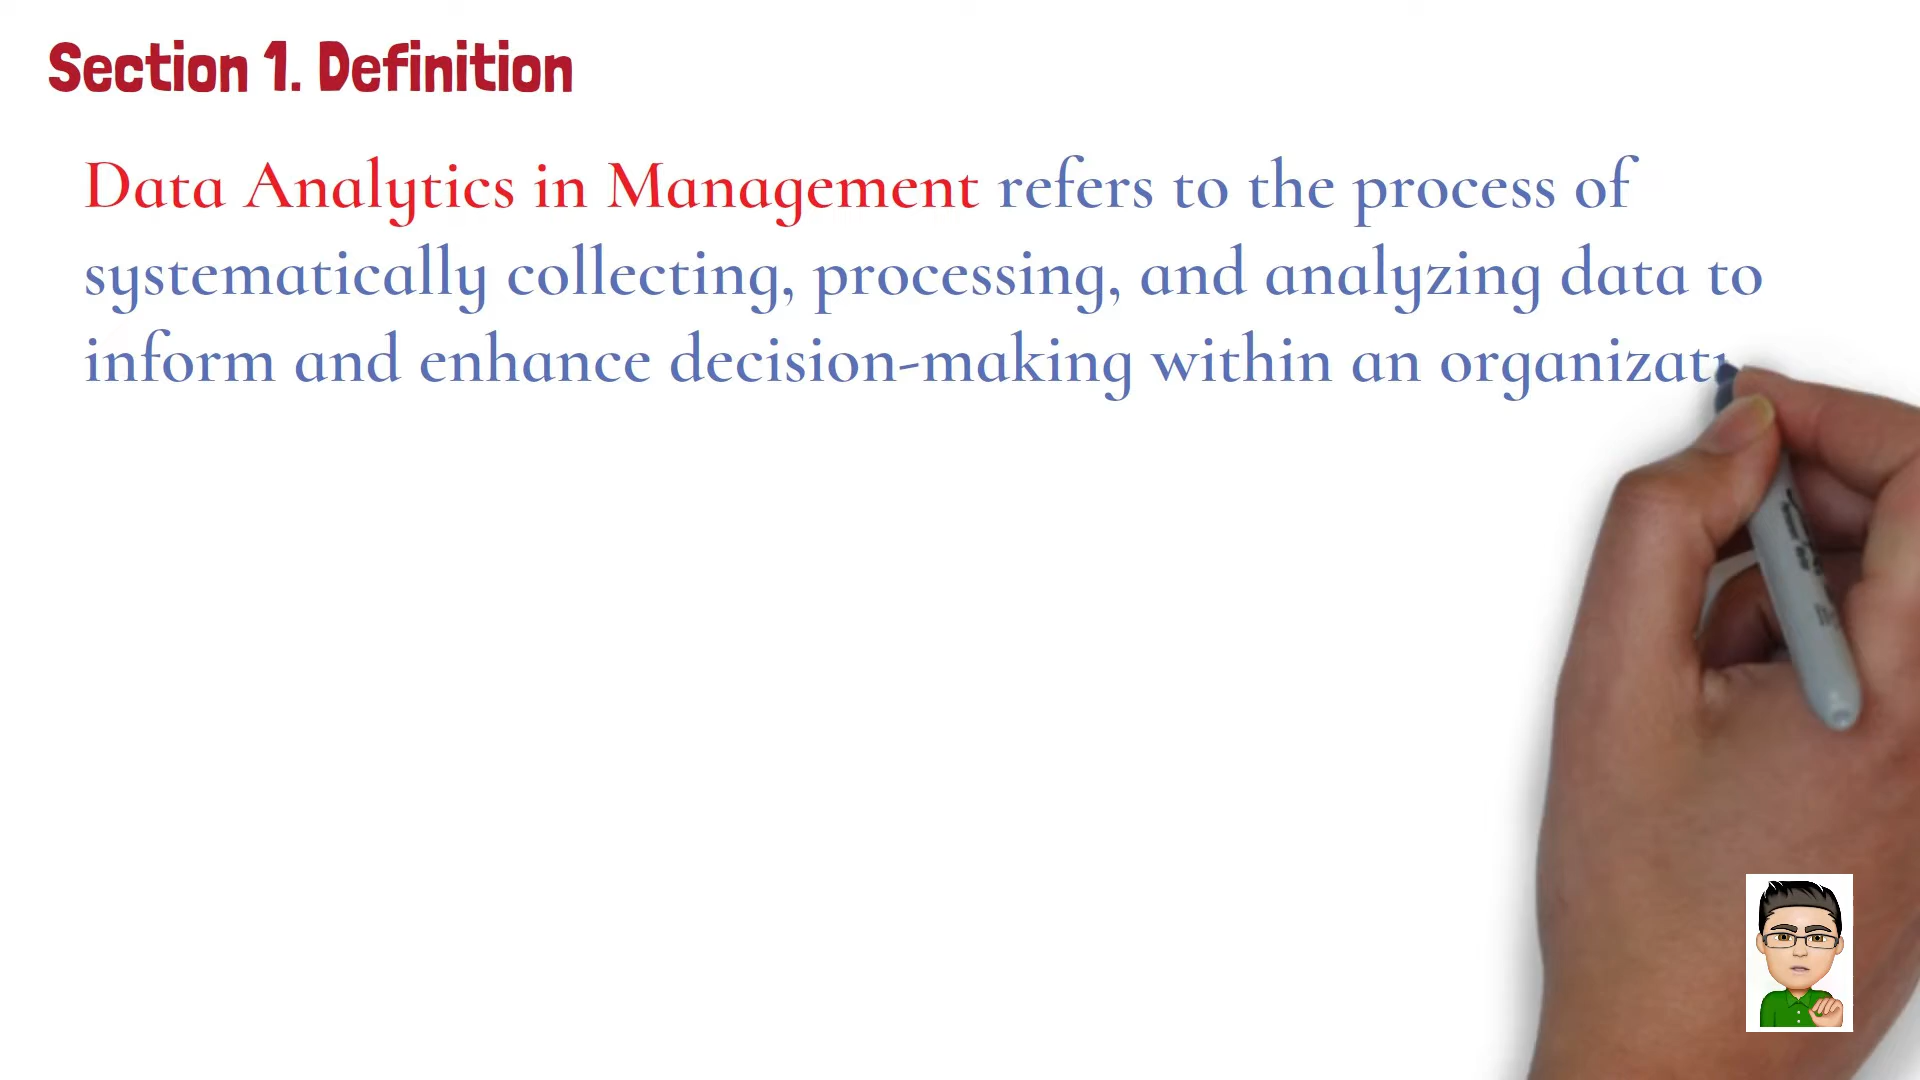 Section 1. Definition
Data Analytics in Management refers to the process of
systematically collecting, processing, and analyzing data to
inform and enhance decision-making within an organizat